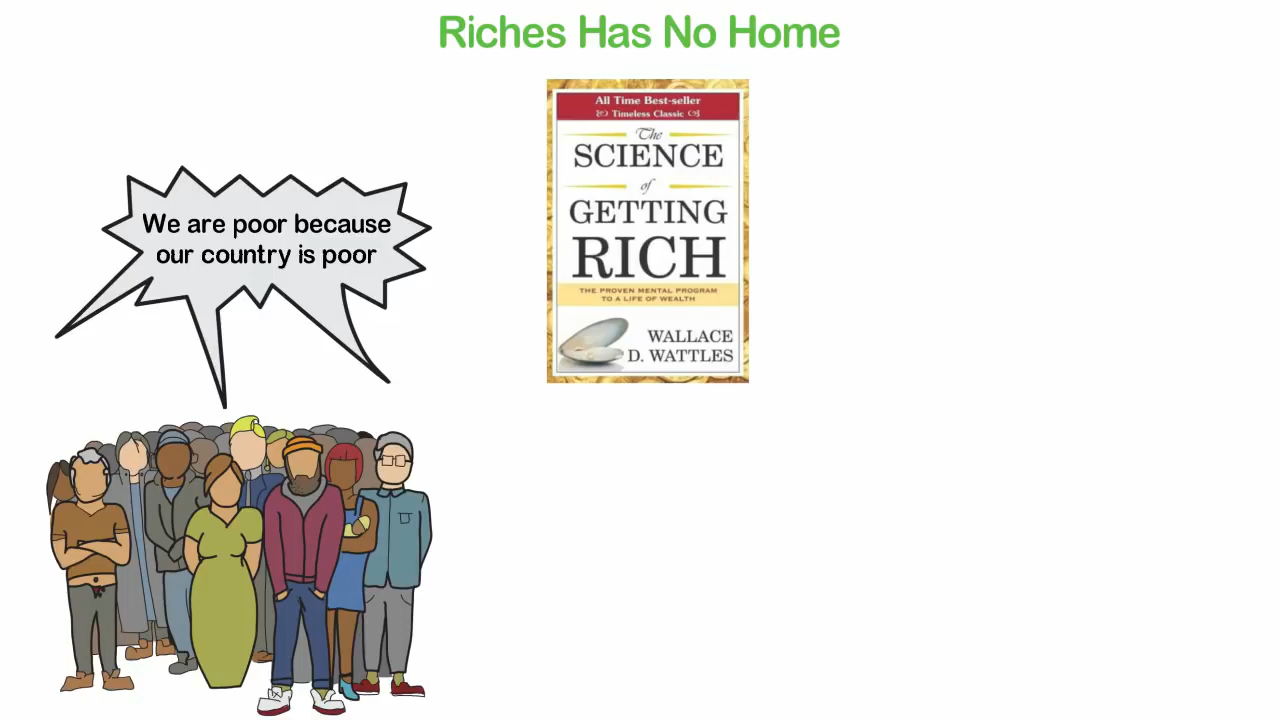 Riches Has No Home
We are poor because
our country is poor
All Time Best-seller
Timeless Classic
The
SCIENCE
of
GETTING
RICH
THE PROVEN MENTAL PROGRAM
TO A LIFE OF WEALTH
WALLACE
D. WATTLES